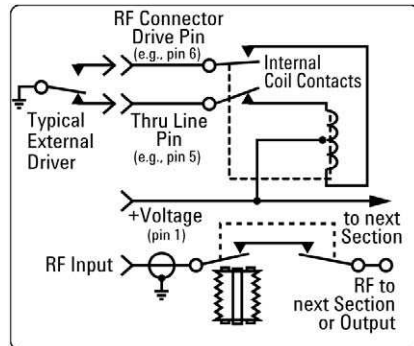 RF Connector
Drive Pin
(e.g., pin 6)
Internal
Coil Contacts
Typical
External
Driver
Thru Line
Pin
(e.g., pin 5)
+Voltage
(pin 1)
to next
Section
RF Input
RF to
next Section
or Output